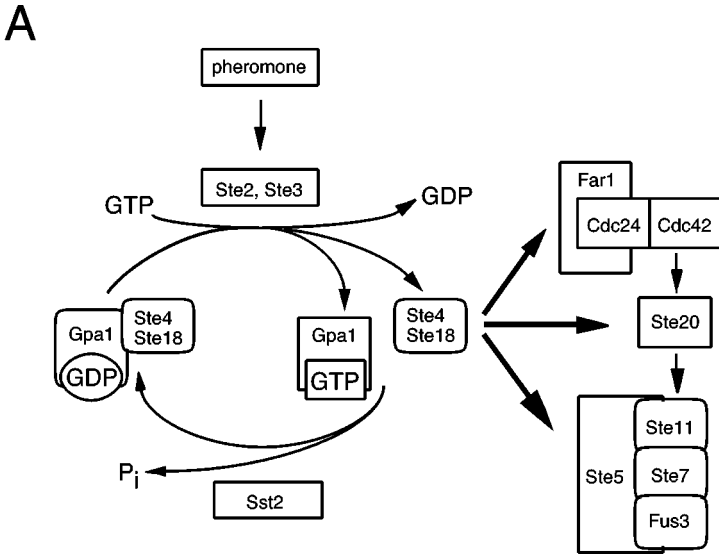 A
pheromone
Ste2, Ste3
GTP
GDP
Far1
Cdc24
Cdc42
Gpa1
GDP
Ste4
Ste18
Gpa1
GTP
Ste4
Ste18
Ste20
Pi
Sst2
Ste5
Ste11
Ste7
Fus3